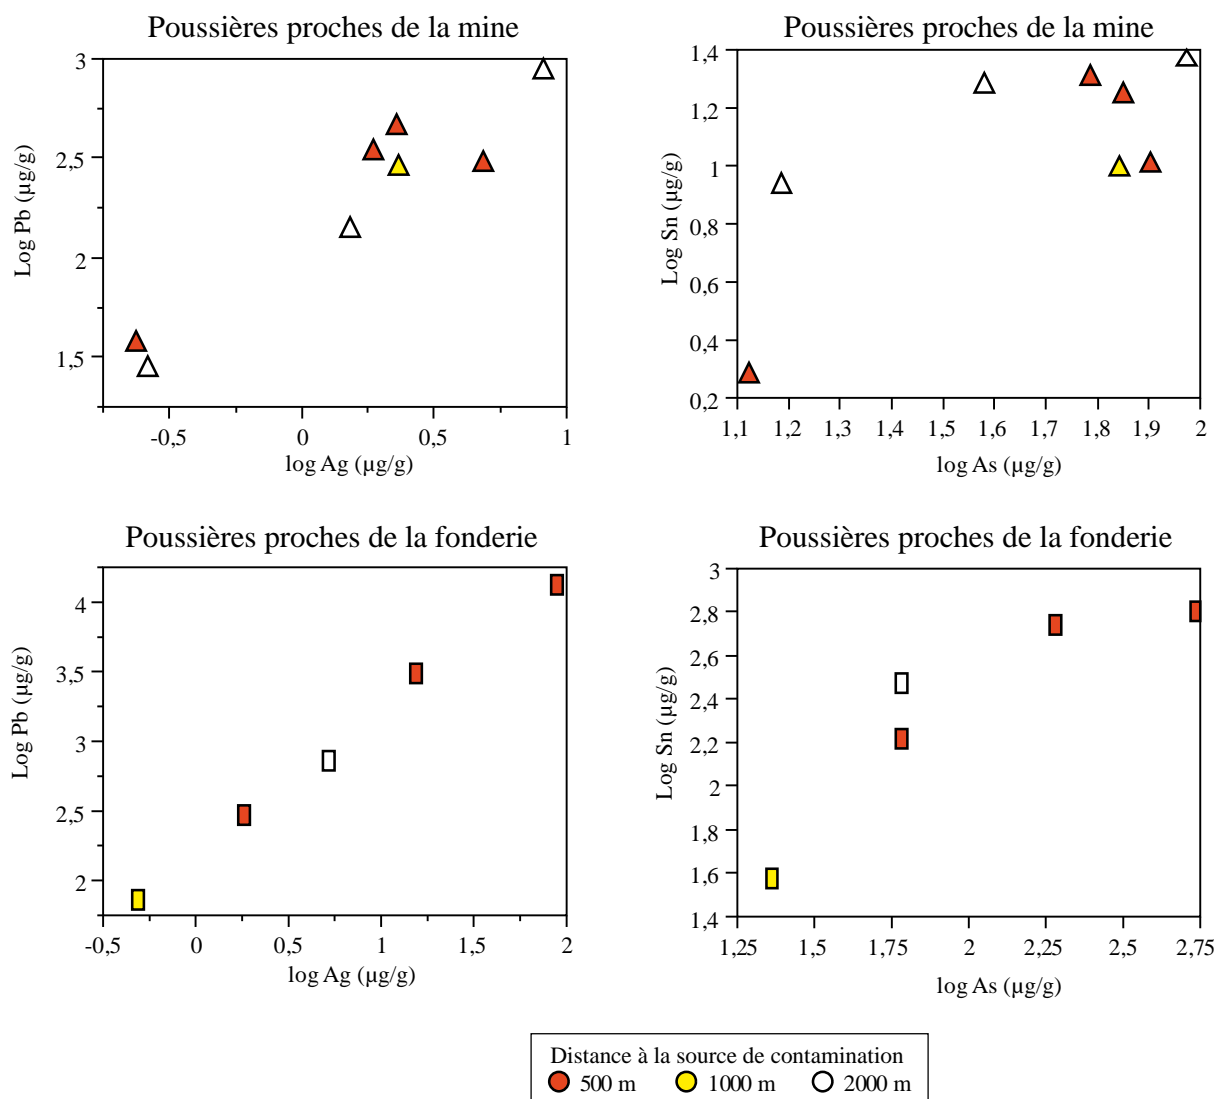 Poussières proches de la mine
Log Pb (µg/g)
3
2,5
2
1,5
-0,5 0 0,5 1
log Ag (µg/g)
Poussières proches de la mine
Log Sn (µg/g)
1,4
1,2
1
0,8
0,6
0,4
0,2
1,1 1,2 1,3 1,4 1,5 1,6 1,7 1,8 1,9 2
log As (µg/g)
Poussières proches de la fonderie
Log Pb (µg/g)
4
3,5
3
2,5
2
-0,5 0 0,5 1 1,5 2
log Ag (µg/g)
Poussières proches de la fonderie
Log Sn (µg/g)
3
2,8
2,6
2,4
2,2
2
1,8
1,6
1,4
1,25 1,5 1,75 2 2,25 2,5 2,75
log As (µg/g)
Distance à la source de contamination
500 m 1000 m 2000 m